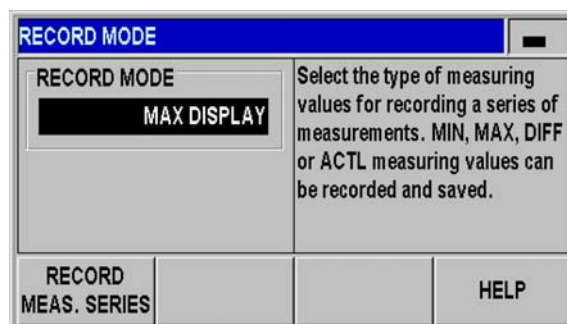 RECORD MODE
RECORD MODE
MAX DISPLAY
Select the type of measuring
values for recording a series of
measurements. MIN, MAX, DIFF
or ACTL measuring values can
be recorded and saved.
RECORD
MEAS. SERIES
HELP